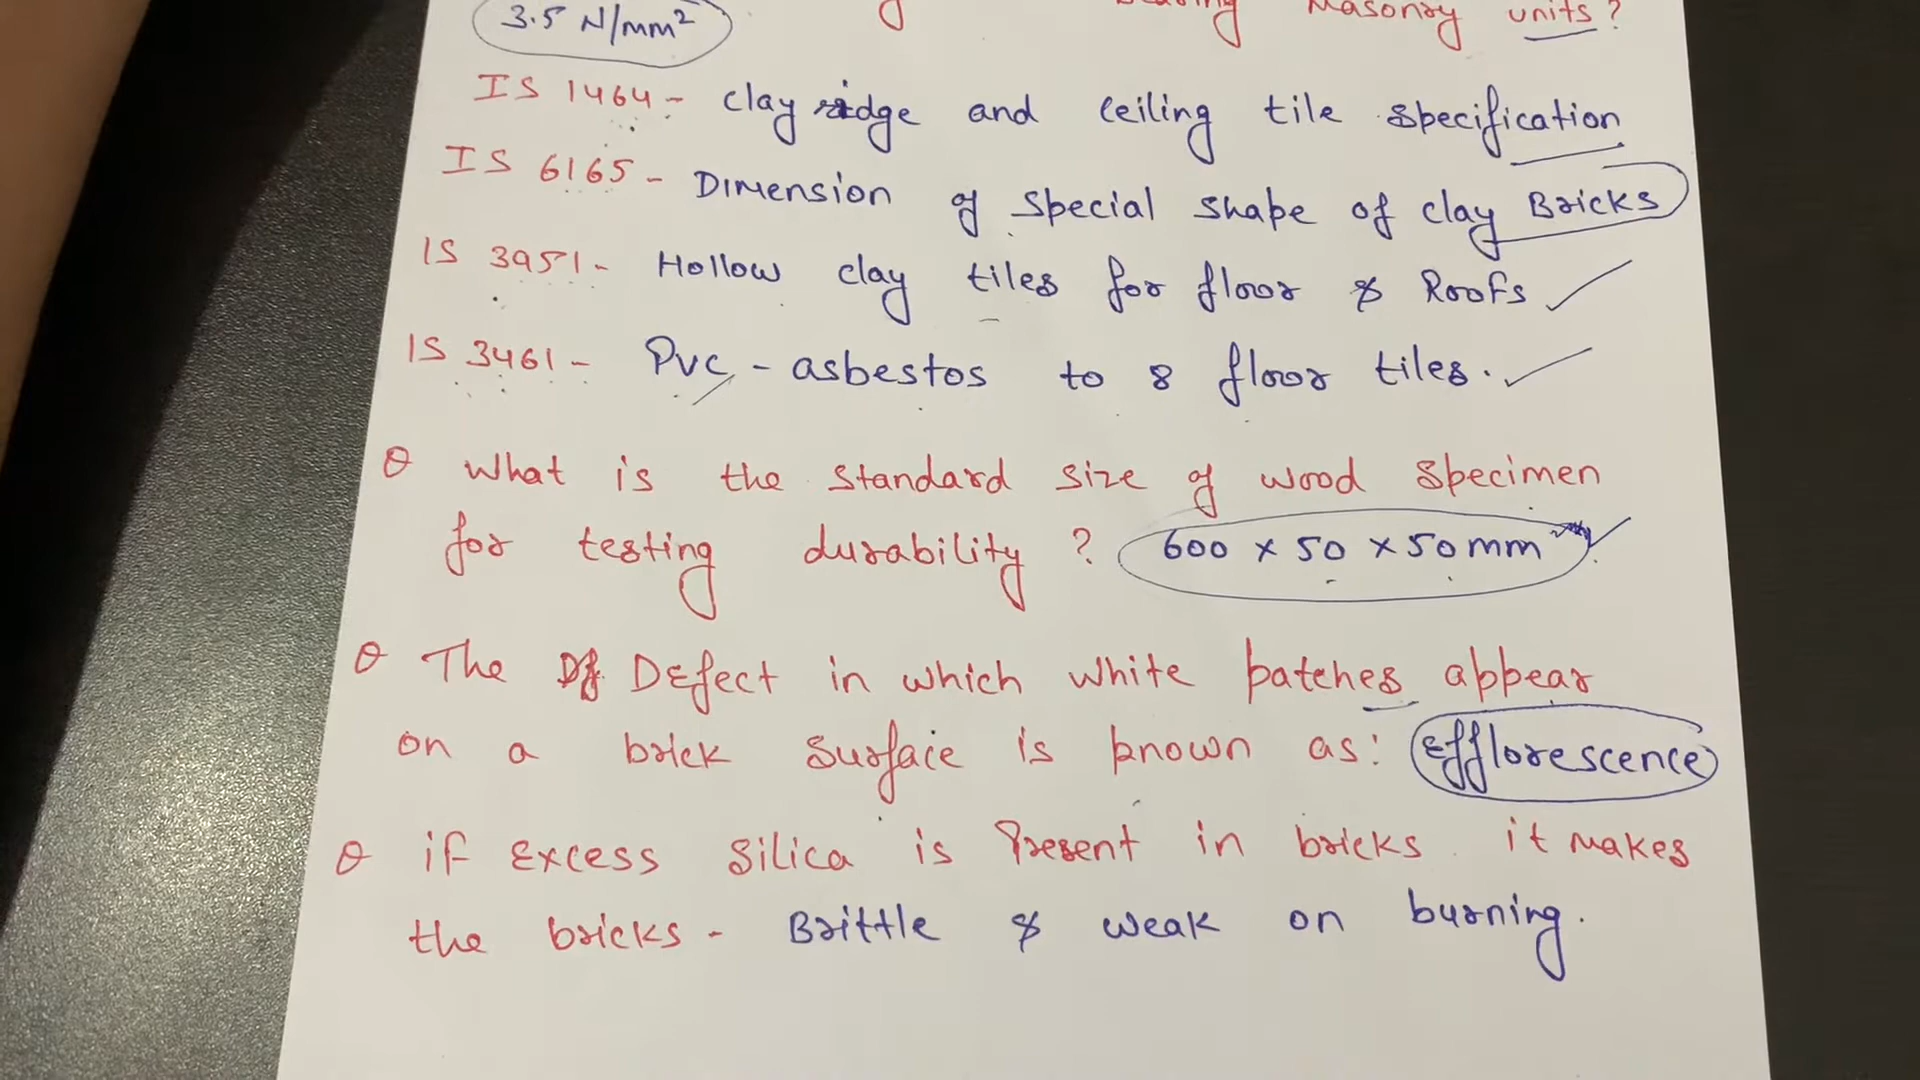 Masonry units?
3.5 N/mm²
IS 1464- clay ridge and ceiling tile specification
IS 6165- Dimension of special shape of clay Bricks
IS 3951- Hollow clay tiles for floor & Roofs
IS 3461- PVC - asbestos to 8 floor tiles.
Q What is the standard size of wood specimen
for testing durability? 600 x 50 x 50 mm
Q The Defect in which white patches appear
on a brick surface is known as: Efflorescence
Q if Excess silica is Present in bricks it makes
the bricks - Brittle & weak on burning.